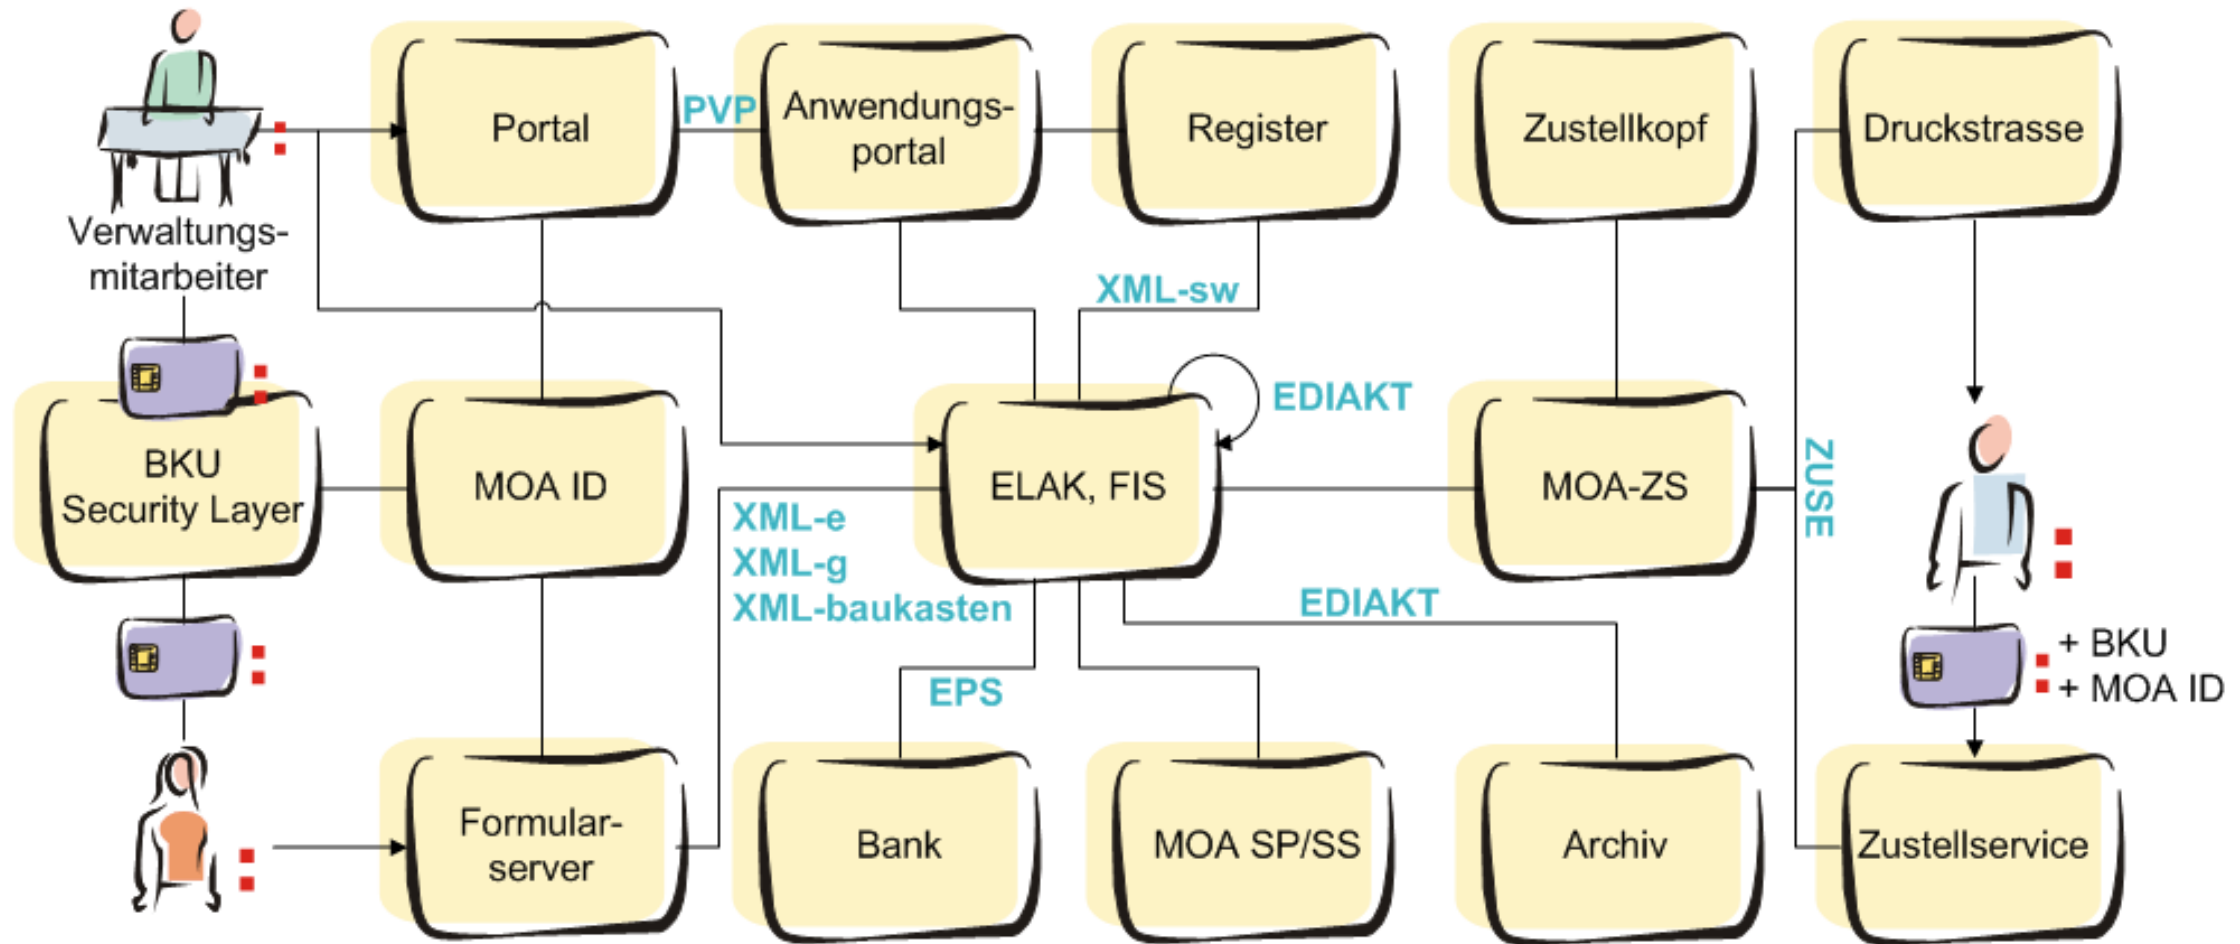 Portal
PVP
Anwendungs-
portal
Register
Zustellkopf
Druckstrasse
Verwaltungs-
mitarbeiter
XML-sw
EDIAKT
BKU
Security Layer
MOA ID
ELAK, FIS
MOA-ZS
ZUSE
XML-e
XML-g
XML-baukasten
EDIAKT
EPS
+ BKU
+ MOA ID
Formular-
server
Bank
MOA SP/SS
Archiv
Zustellservice